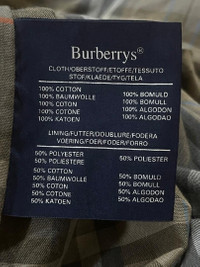 Burberrys®
CLOTH/OBERSTOFF/ETOFFE/TESSUTO
STOF/KLAEDE/TYG/TELA
100% COTTON
100% BAUMWOLLE 100% BOMULD
100% COTON 100% BOMULL
100% COTONE 100% ALGODON
100% KATOEN 100% ALGODAO
LINING/FUTTER/DOUBLURE/FODERA
VOERING/FOER/FODER/FORRO
50% POLYESTER 50% POLIESTER
50% POLIESTERE
50% COTTON
50% BAUMWOLLE 50% BOMULD
50% COTON 50% BOMULL
50% COTONE 50% ALGODON
50% KATOEN 50% ALGODAO